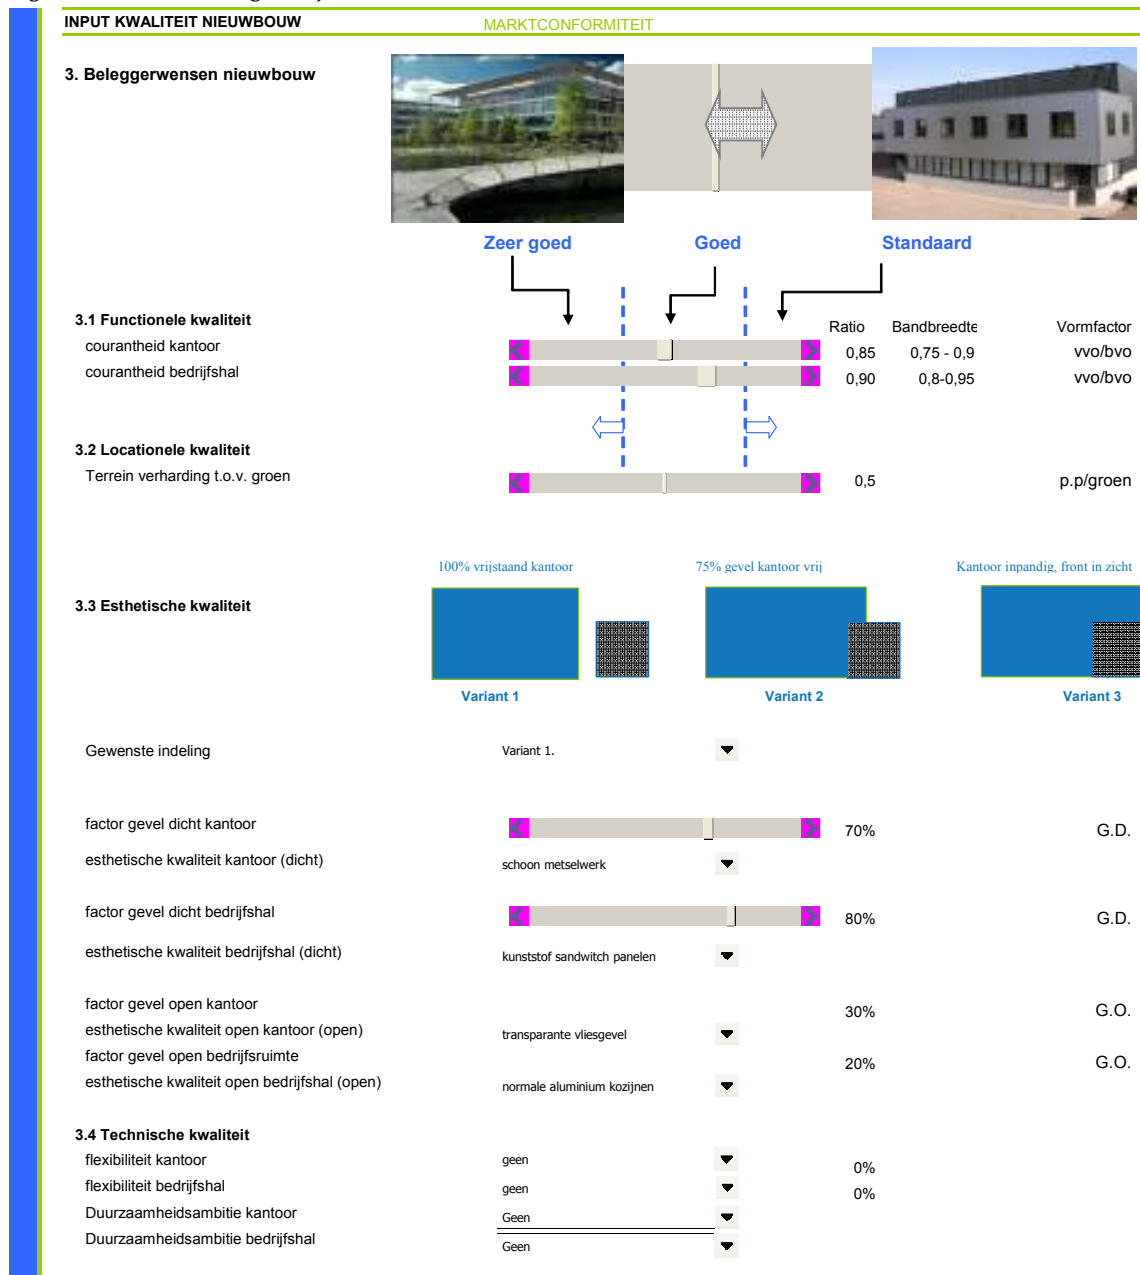 INPUT KWALITEIT NIEUWBOUW MARKTCONFORMITEIT
3. Beleggerwensen nieuwbouw
Zeer goed Goed Standaard
3.1 Functionele kwaliteit
Ratio Bandbreedte Vormfactor
courantheid kantoor 0,85 0,75 - 0,9 vvo/bvo
courantheid bedrijfshal 0,90 0,8-0,95 vvo/bvo
3.2 Locationele kwaliteit
Terrein verharding t.o.v. groen 0,5 p.p/groen
100% vrijstaand kantoor 75% gevel kantoor vrij Kantoor inpandig, front in zicht
3.3 Esthetische kwaliteit
Variant 1 Variant 2 Variant 3
Gewenste indeling Variant 1.
factor gevel dicht kantoor 70% G.D.
esthetische kwaliteit kantoor (dicht) schoon metselwerk
factor gevel dicht bedrijfshal 80% G.D.
esthetische kwaliteit bedrijfshal (dicht) kunststof sandwitch panelen
factor gevel open kantoor 30% G.O.
esthetische kwaliteit open kantoor (open) transparante vliesgevel
factor gevel open bedrijfsruimte 20% G.O.
esthetische kwaliteit open bedrijfshal (open) normale aluminium kozijnen
3.4 Technische kwaliteit
flexibiliteit kantoor geen 0%
flexibiliteit bedrijfshal geen 0%
Duurzaamheidsambitie kantoor Geen
Duurzaamheidsambitie bedrijfshal Geen